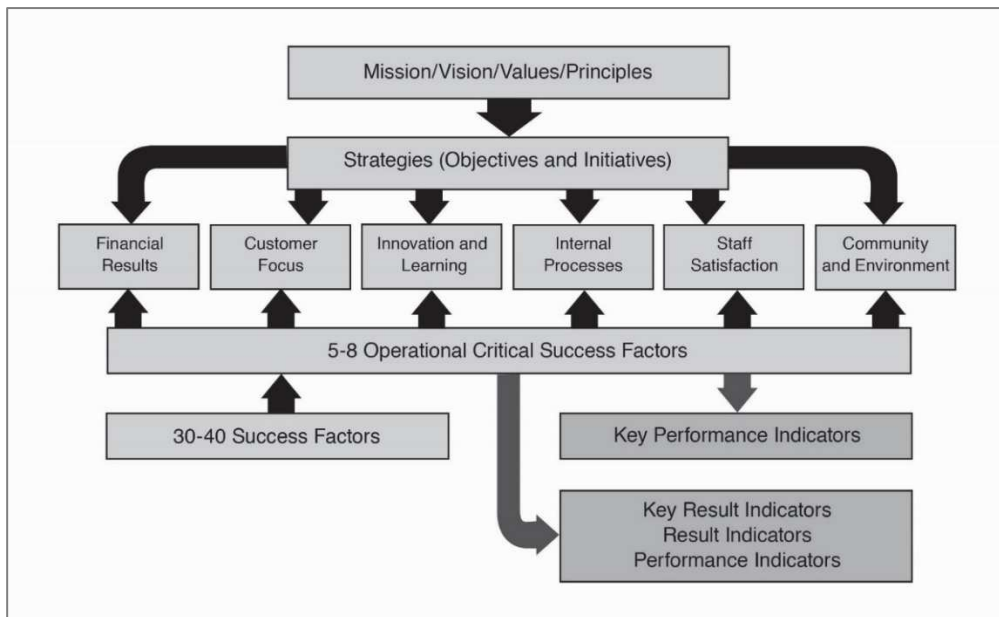 Mission/Vision/Values/Principles
Strategies (Objectives and Initiatives)
Financial
Results
Customer
Focus
Innovation and
Learning
Internal
Processes
Staff
Satisfaction
Community
and Environment
5-8 Operational Critical Success Factors
30-40 Success Factors
Key Performance Indicators
Key Result Indicators
Result Indicators
Performance Indicators